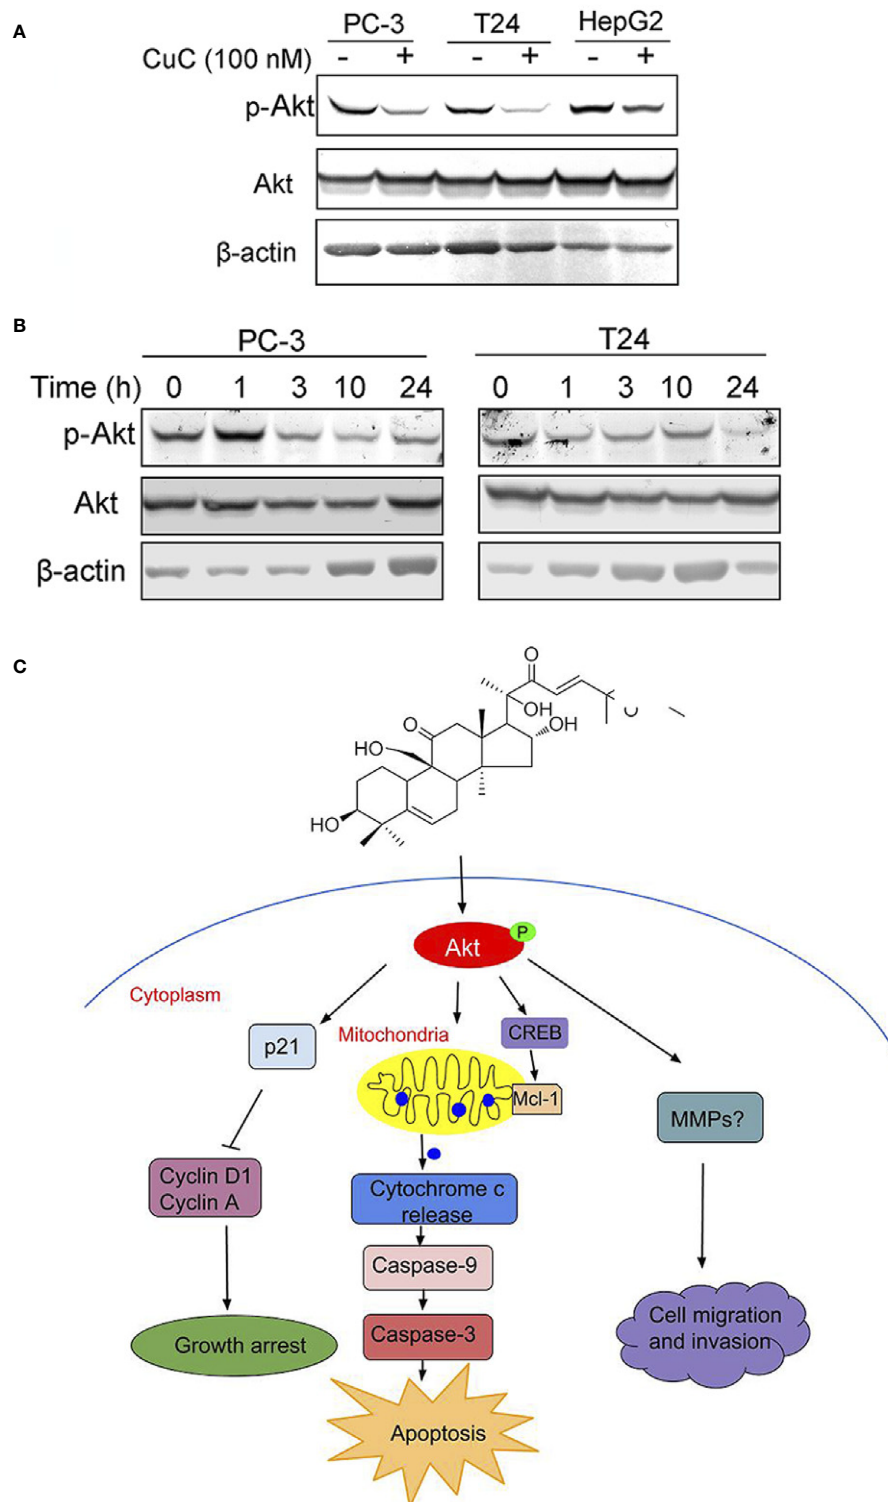 A
PC-3 T24 HepG2
CuC (100 nM) - + - + - +
p-Akt
Akt
β-actin
B
PC-3 T24
Time (h) 0 1 3 10 24 0 1 3 10 24
p-Akt
Akt
β-actin
C
O
OH
O
OH
HO
HO
P
Akt
Cytoplasm
p21
Mitochondria
CREB
Mcl-1
MMPs?
Cyclin D1
Cyclin A
Cytochrome c
release
Caspase-9
Caspase-3
Growth arrest
Cell migration
and invasion
Apoptosis